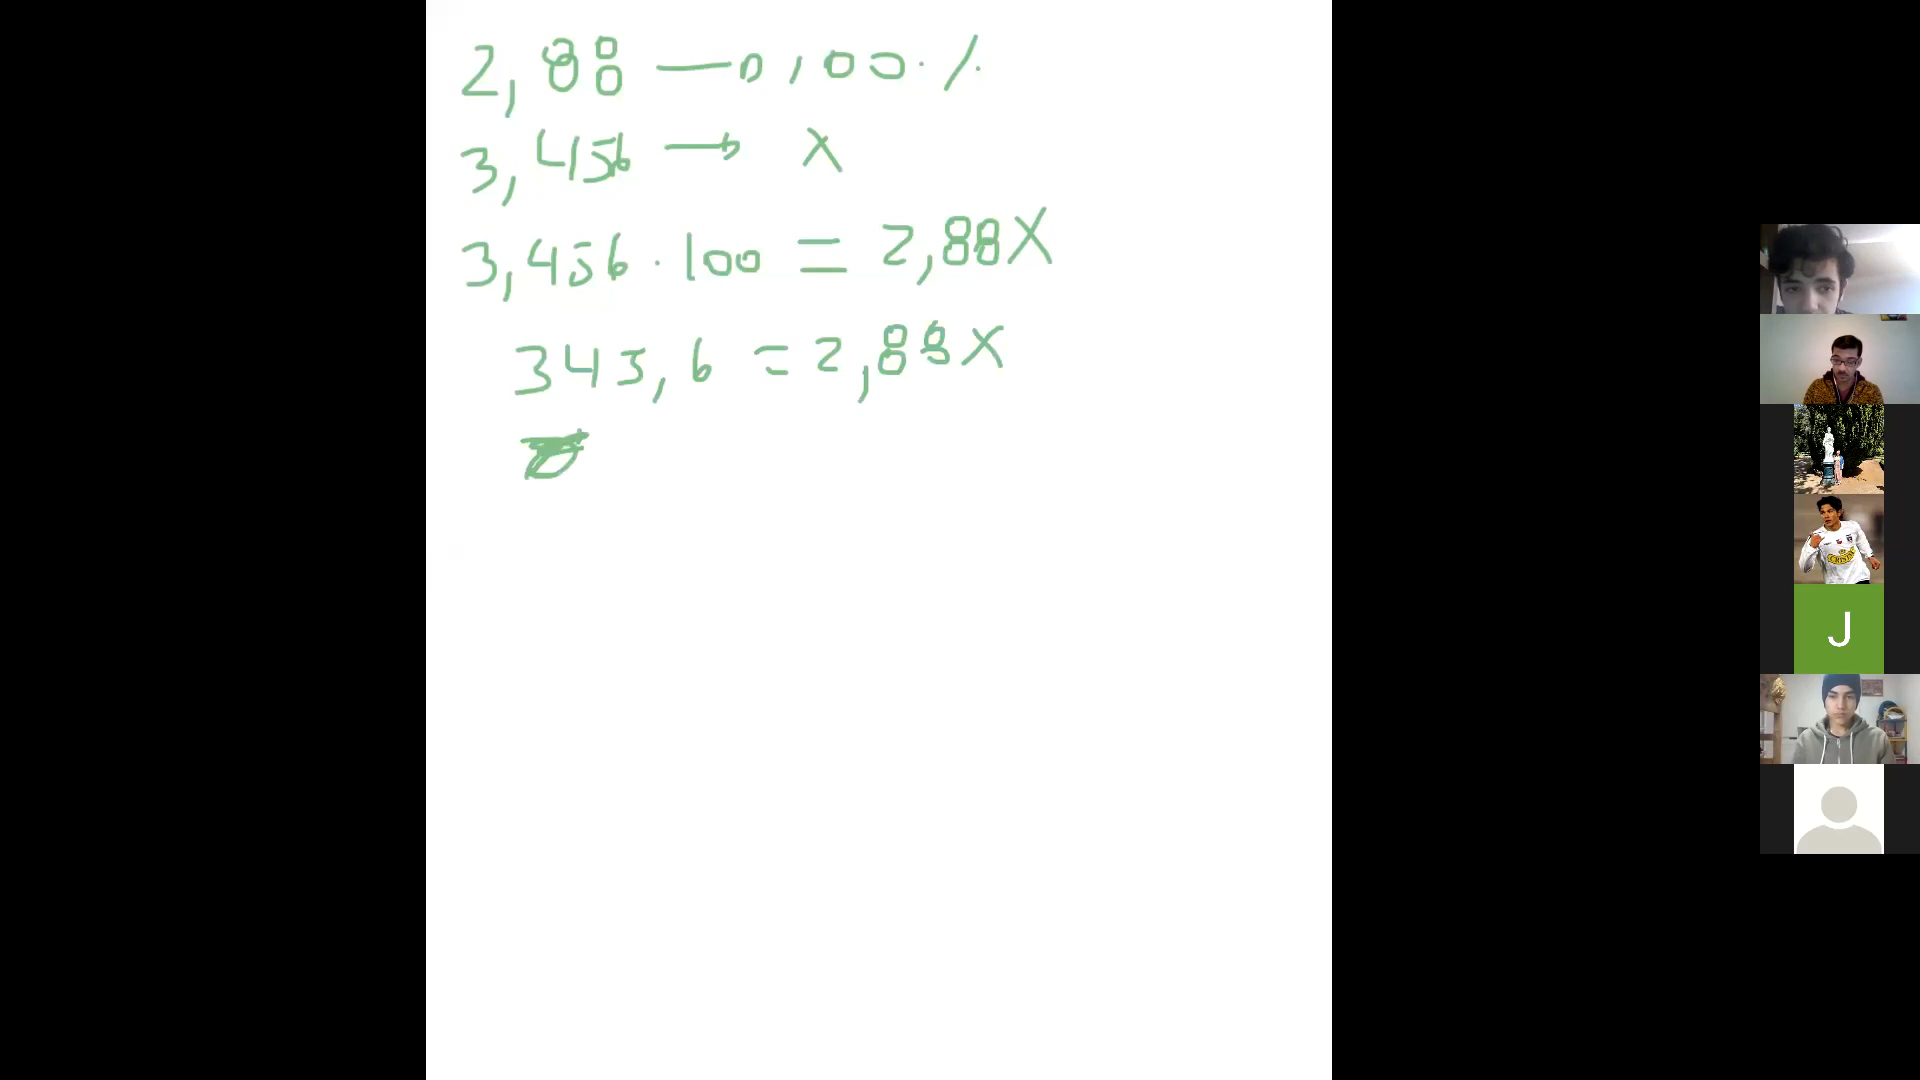 2,88 → 100 %
3,456 → X
3,456 · 100 = 2,88X
345,6 = 2,88X
J